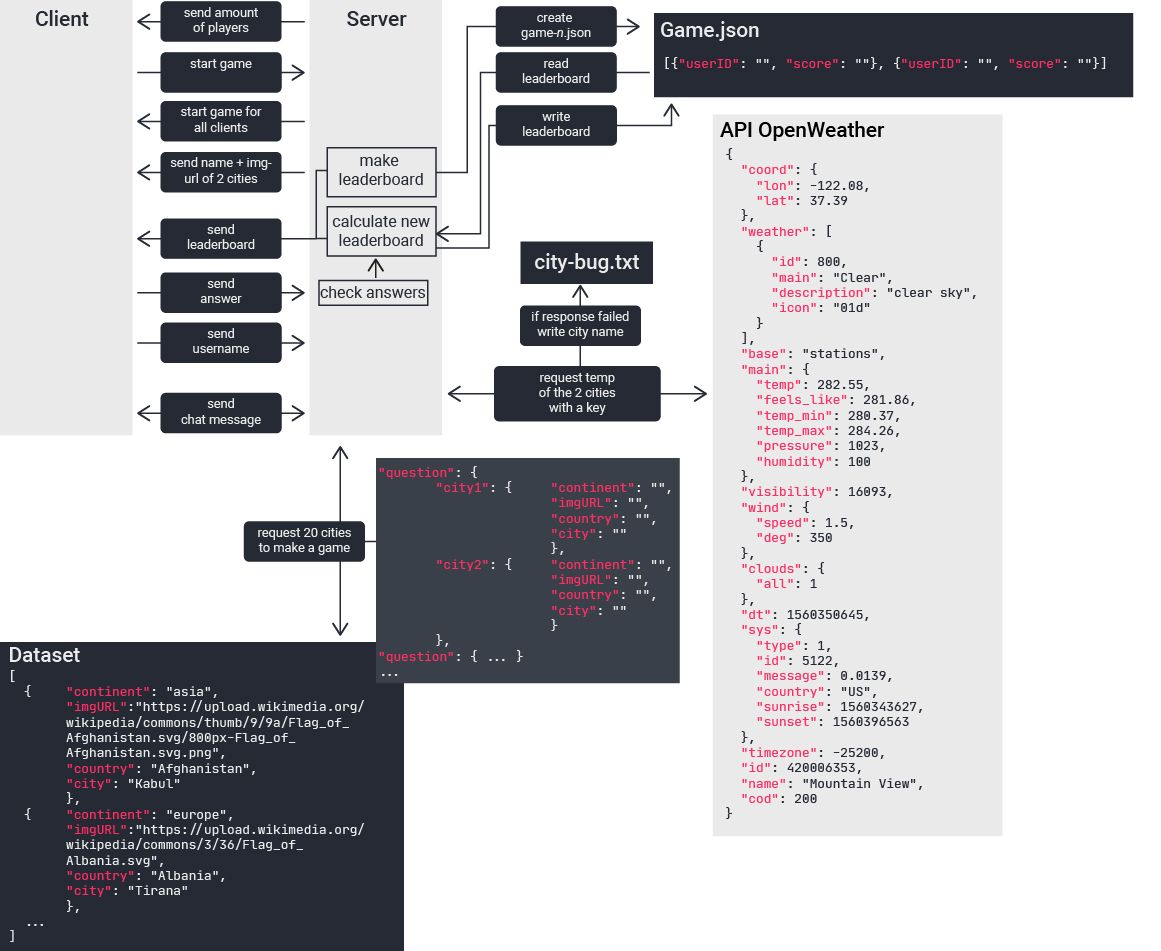 Client
Server
send amount
of players
start game
start game for
all clients
send name + img-
url of 2 cities
send
leaderboard
send
answer
send
username
send
chat message
make
leaderboard
calculate new
leaderboard
check answers
create
game-n.json
read
leaderboard
write
leaderboard
Game.json
[{"userID": "", "score": ""}, {"userID": "", "score": ""}]
city-bug.txt
if response failed
write city name
request temp
of the 2 cities
with a key
API OpenWeather
{
"coord": {
"lon": -122.08,
"lat": 37.39
},
"weather": [
{
"id": 800,
"main": "Clear",
"description": "clear sky",
"icon": "01d"
}
],
"base": "stations",
"main": {
"temp": 282.55,
"feels_like": 281.86,
"temp_min": 280.37,
"temp_max": 284.26,
"pressure": 1023,
"humidity": 100
},
"visibility": 16093,
"wind": {
"speed": 1.5,
"deg": 350
},
"clouds": {
"all": 1
},
"dt": 1560350645,
"sys": {
"type": 1,
"id": 5122,
"message": 0.0139,
"country": "US",
"sunrise": 1560343627,
"sunset": 1560396563
},
"timezone": -25200,
"id": 420006353,
"name": "Mountain View",
"cod": 200
}
request 20 cities
to make a game
"question": {
"city1": { "continent": "",
"imgURL": "",
"country": "",
"city": ""
},
"city2": { "continent": "",
"imgURL": "",
"country": "",
"city": ""
}
},
"question": { ... }
...
Dataset
[
{ "continent": "asia",
"imgURL":"https://upload.wikimedia.org/
wikipedia/commons/thumb/9/9a/Flag_of_
Afghanistan.svg/800px-Flag_of_
Afghanistan.svg.png",
"country": "Afghanistan",
"city": "Kabul"
},
{ "continent": "europe",
"imgURL":"https://upload.wikimedia.org/
wikipedia/commons/3/36/Flag_of_
Albania.svg",
"country": "Albania",
"city": "Tirana"
},
...
]